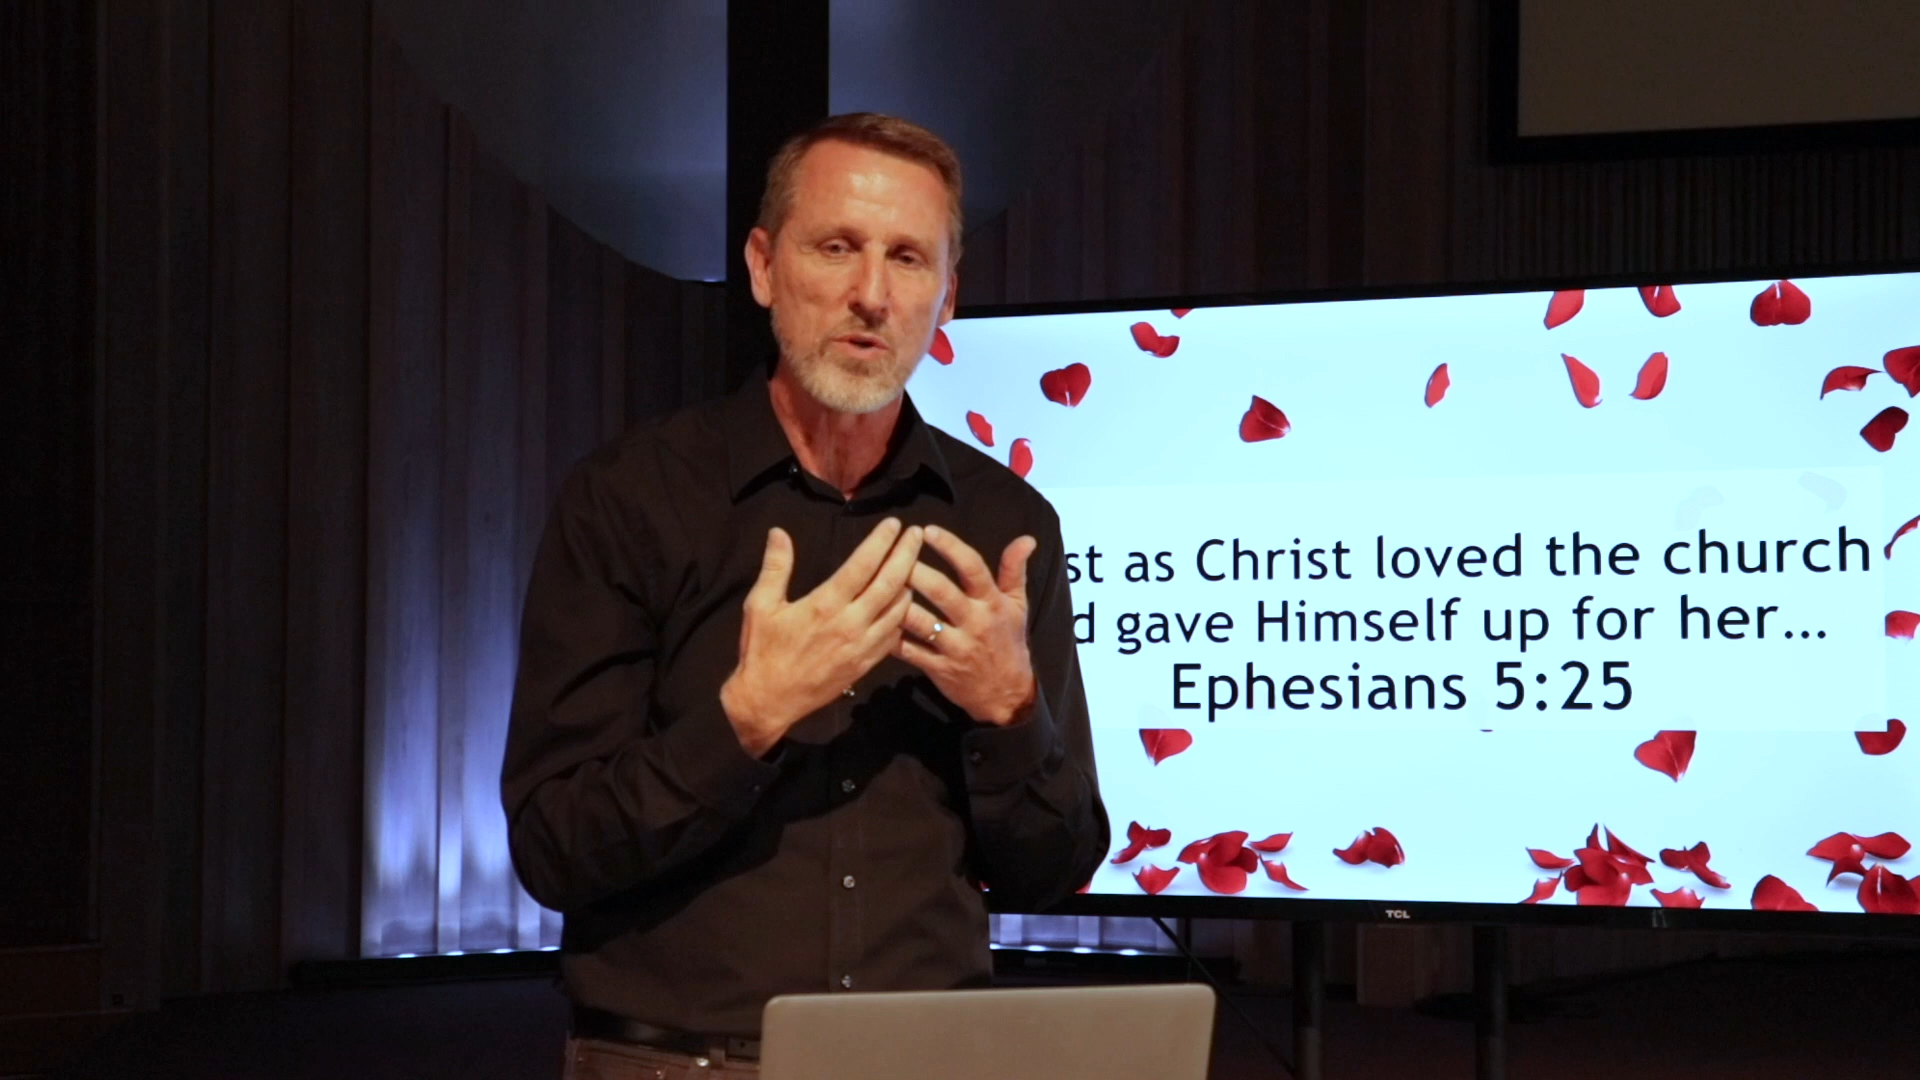 st as Christ loved the church
d gave Himself up for her...
Ephesians 5:25
TCL